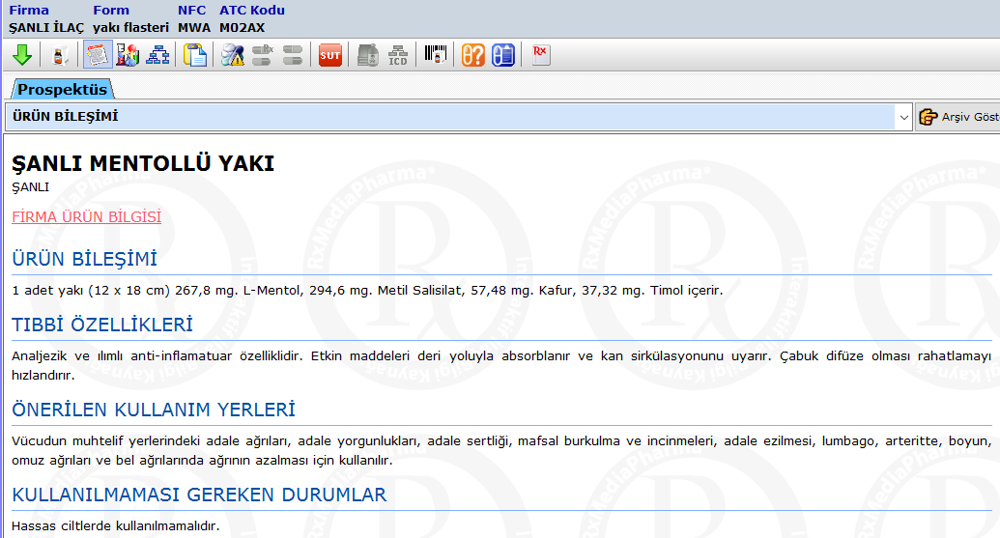 Firma Form NFC ATC Kodu
ŞANLI İLAÇ yakı flasteri MWA M02AX
SUT ICD Rx
Prospektüs
ÜRÜN BİLEŞİMİ Arşiv Göst
ŞANLI MENTOLLÜ YAKI
ŞANLI
FİRMA ÜRÜN BİLGİSİ
ÜRÜN BİLEŞİMİ
1 adet yakı (12 x 18 cm) 267,8 mg. L-Mentol, 294,6 mg. Metil Salisilat, 57,48 mg. Kafur, 37,32 mg. Timol içerir.
TIBBİ ÖZELLİKLERİ
Analjezik ve ılımlı anti-inflamatuar özelliklidir. Etkin maddeleri deri yoluyla absorblanır ve kan sirkülasyonunu uyarır. Çabuk difüze olması rahatlamayı
hızlandırır.
ÖNERİLEN KULLANIM YERLERİ
Vücudun muhtelif yerlerindeki adale ağrıları, adale yorgunlukları, adale sertliği, mafsal burkulma ve incinmeleri, adale ezilmesi, lumbago, arteritte, boyun,
omuz ağrıları ve bel ağrılarında ağrının azalması için kullanılır.
KULLANILMAMASI GEREKEN DURUMLAR
Hassas ciltlerde kullanılmamalıdır.